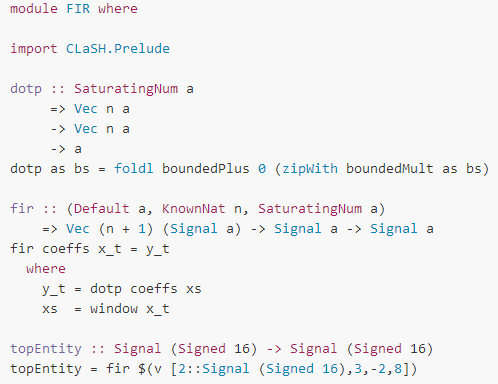 module FIR where
import CLaSH.Prelude
dotp :: SaturatingNum a
=> Vec n a
-> Vec n a
-> a
dotp as bs = foldl boundedPlus 0 (zipWith boundedMult as bs)
fir :: (Default a, KnownNat n, SaturatingNum a)
=> Vec (n + 1) (Signal a) -> Signal a -> Signal a
fir coeffs x_t = y_t
where
y_t = dotp coeffs xs
xs  = window x_t
topEntity :: Signal (Signed 16) -> Signal (Signed 16)
topEntity = fir $(v [2::Signal (Signed 16),3,-2,8])